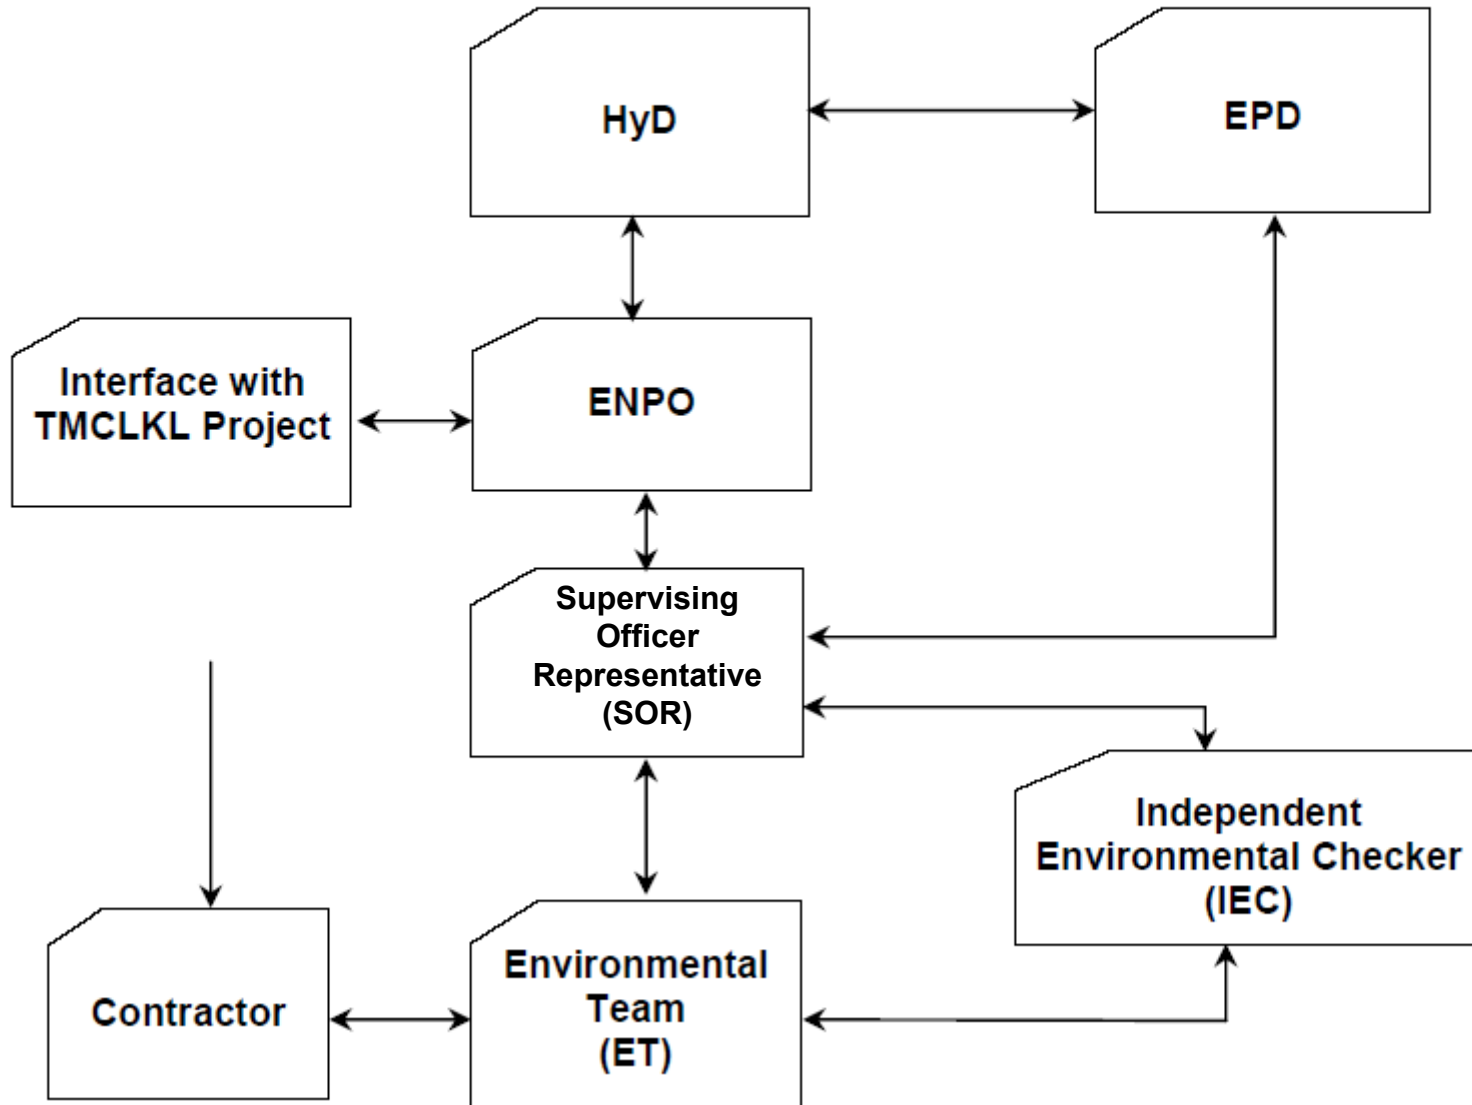 HyD
EPD
Interface with
TMCLKL Project
ENPO
Supervising
Officer
Representative
(SOR)
Independent
Environmental Checker
(IEC)
Contractor
Environmental
Team
(ET)